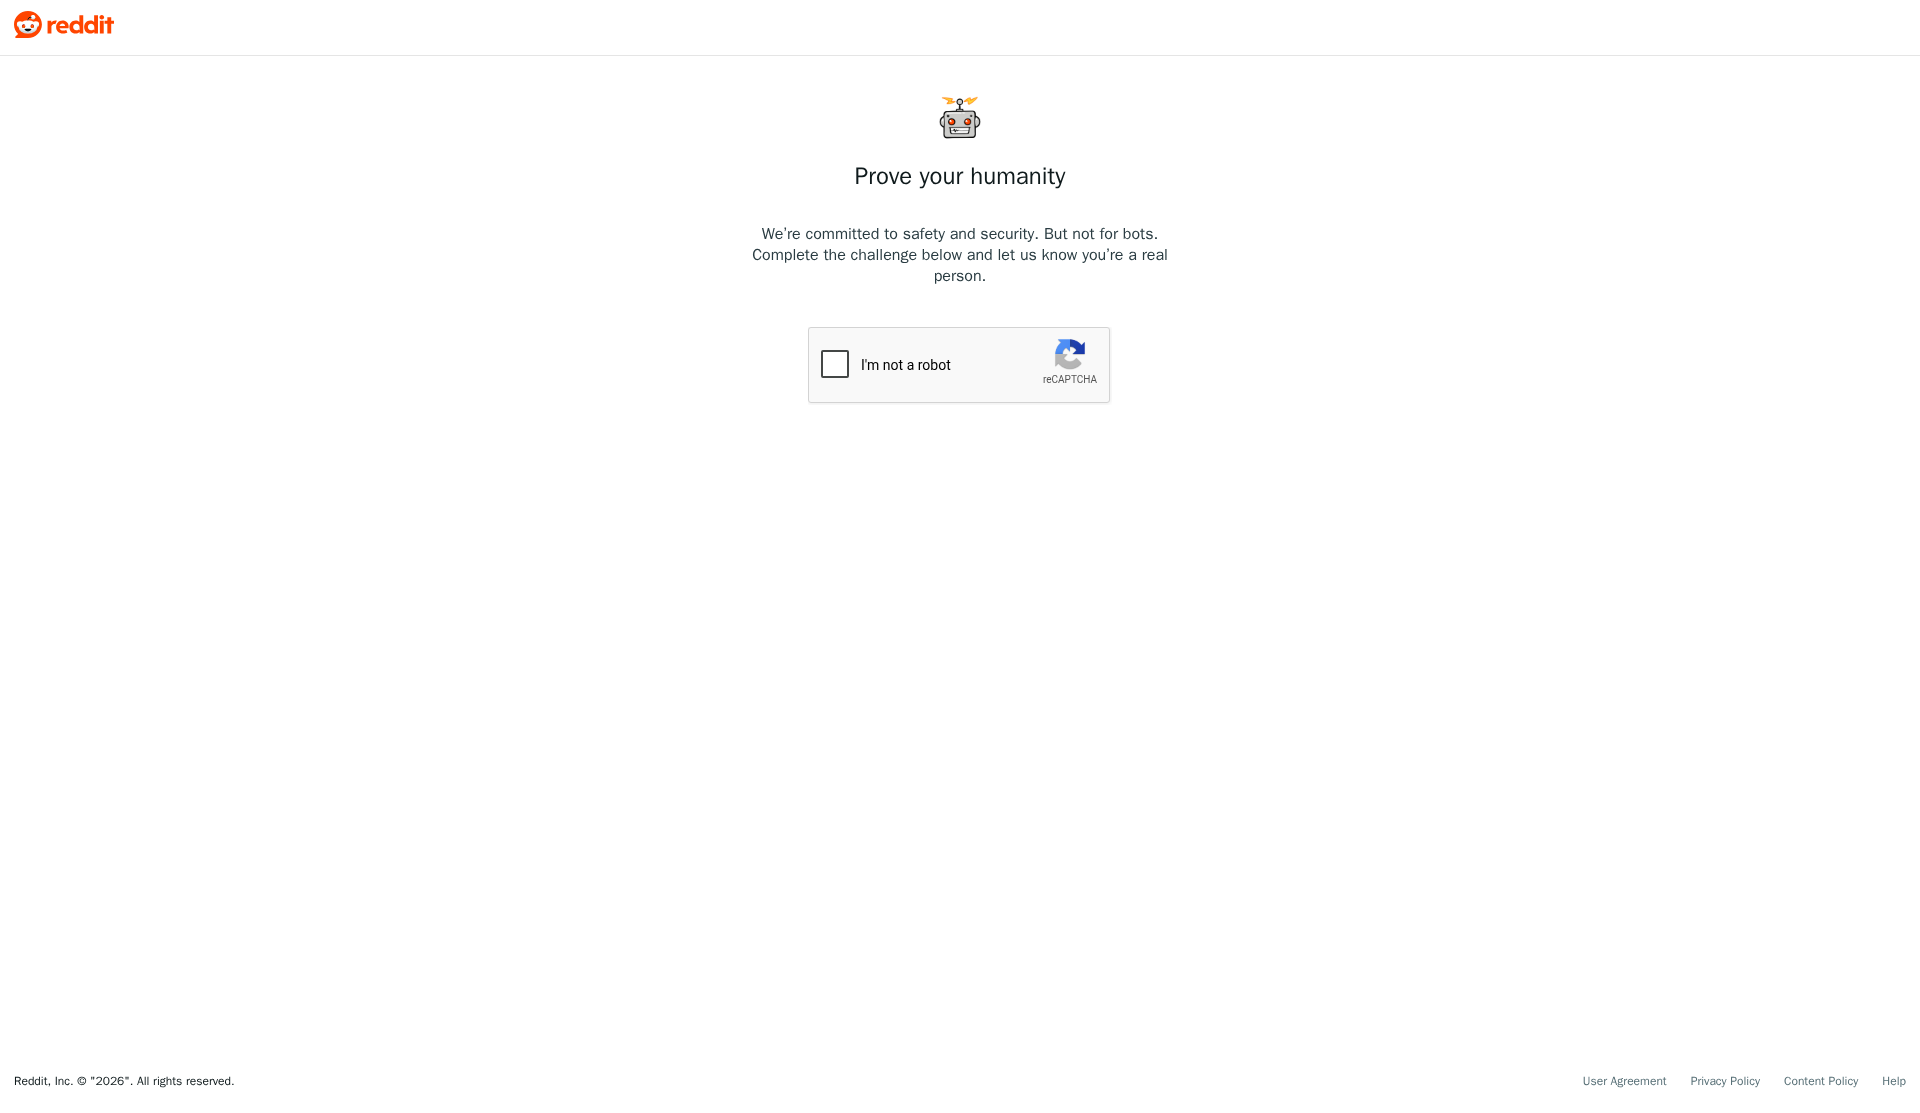 reddit
Prove your humanity
We're committed to safety and security. But not for bots.
Complete the challenge below and let us know you're a real
person.
I'm not a robot
reCAPTCHA
Reddit, Inc. © "2026". All rights reserved.
User Agreement
Privacy Policy
Content Policy
Help